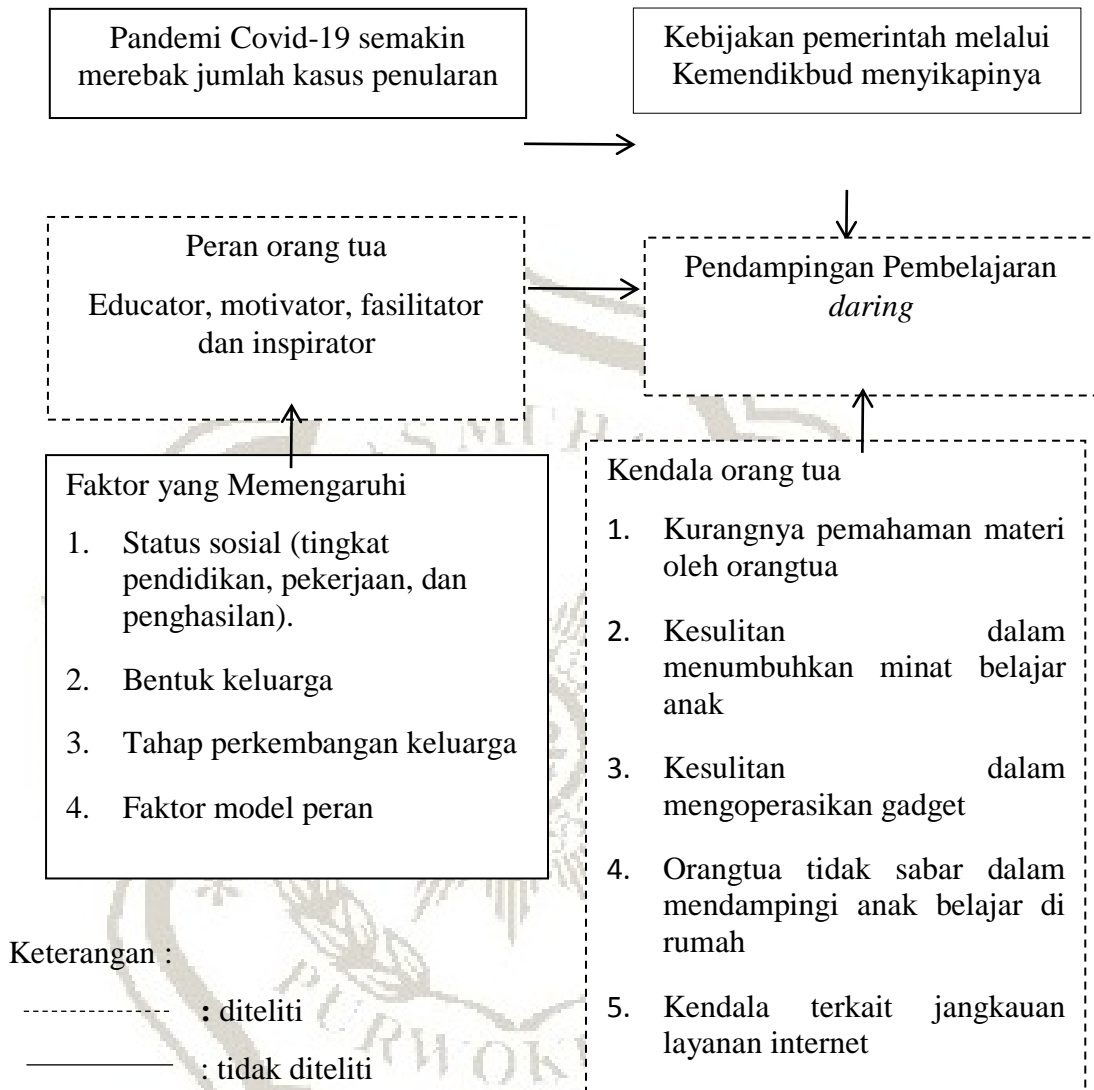 Pandemi Covid-19 semakin
merebak jumlah kasus penularan
Kebijakan pemerintah melalui
Kemendikbud menyikapinya
Peran orang tua
Educator, motivator, fasilitator
dan inspirator
Pendampingan Pembelajaran
daring
Faktor yang Memengaruhi
1. Status sosial (tingkat
pendidikan, pekerjaan, dan
penghasilan).
2. Bentuk keluarga
3. Tahap perkembangan keluarga
4. Faktor model peran
Kendala orang tua
1. Kurangnya pemahaman materi
oleh orangtua
2. Kesulitan dalam
menumbuhkan minat belajar
anak
3. Kesulitan dalam
mengoperasikan gadget
4. Orangtua tidak sabar dalam
mendampingi anak belajar di
rumah
5. Kendala terkait jangkauan
layanan internet
Keterangan :
: diteliti
: tidak diteliti